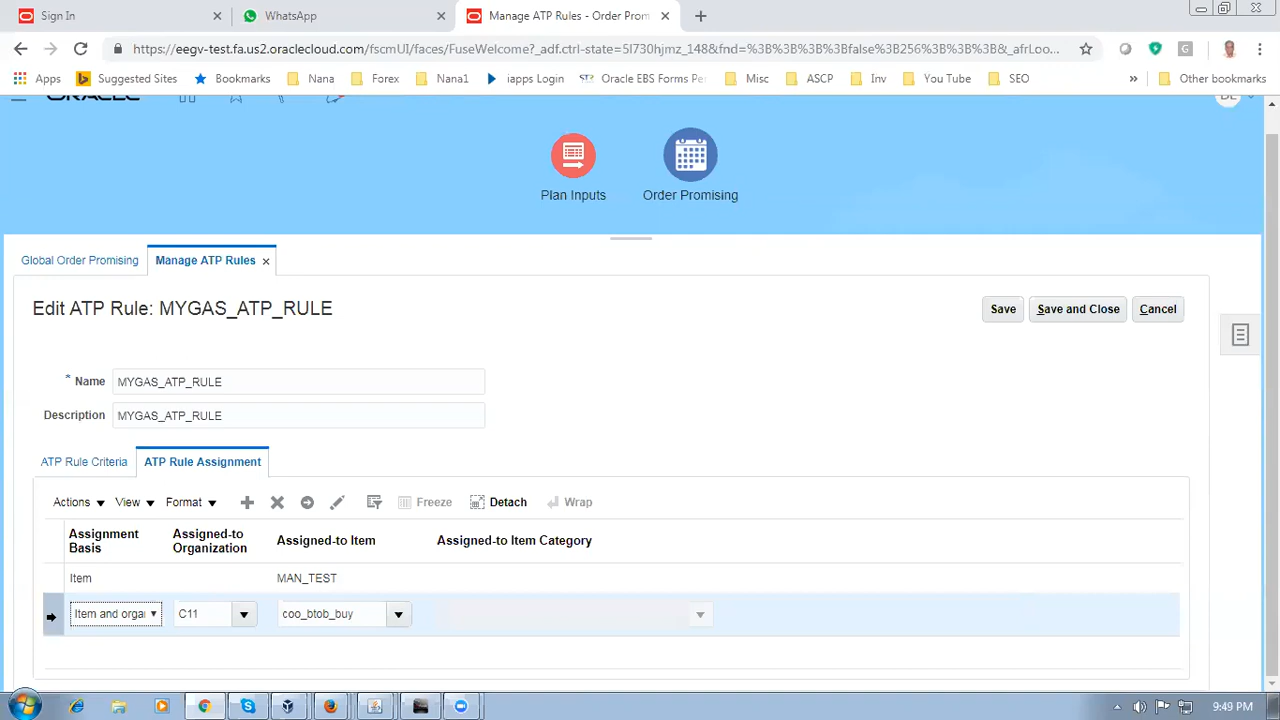 Sign In
WhatsApp
Manage ATP Rules - Order Prom
https://eegv-test.fa.us2.oraclecloud.com/fscmUI/faces/FuseWelcome?_adf.ctrl-state=5l730hjmz_148&fnd=%3B%3B%3B%3Bfalse%3B256%3B%3B%3B&_afrLoo...
Apps
Suggested Sites
Bookmarks
Nana
Forex
Nana1
iapps Login
Oracle EBS Forms Per
Misc
ASCP
Inv
You Tube
SEO
Other bookmarks
ORACLE
Plan Inputs
Order Promising
Global Order Promising
Manage ATP Rules
Edit ATP Rule: MYGAS_ATP_RULE
Save
Save and Close
Cancel
* Name MYGAS_ATP_RULE
Description MYGAS_ATP_RULE
ATP Rule Criteria
ATP Rule Assignment
Actions
View
Format
Freeze
Detach
Wrap
Assignment Basis
Assigned-to Organization
Assigned-to Item
Assigned-to Item Category
Item
MAN_TEST
Item and orga
C11
coo_btob_buy
9:49 PM